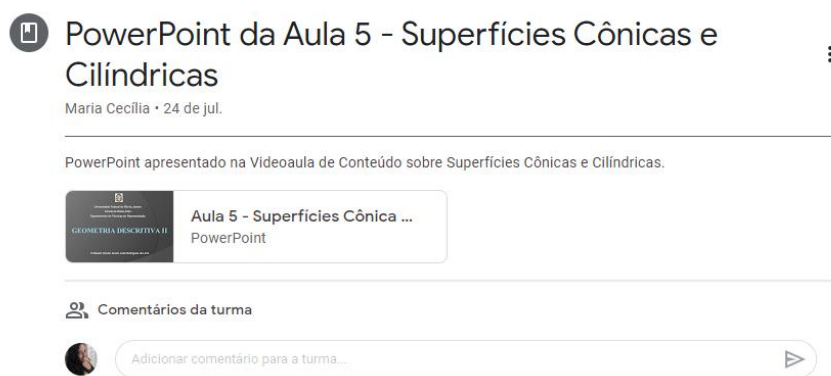 PowerPoint da Aula 5 - Superfícies Cônicas e
Cilíndricas
Maria Cecília • 24 de jul.
PowerPoint apresentado na Videoaula de Conteúdo sobre Superfícies Cônicas e Cilíndricas.
GEOMETRIA DESCRITIVA II
Aula 5 - Superfícies Cônica ...
PowerPoint
Comentários da turma
Adicionar comentário para a turma...